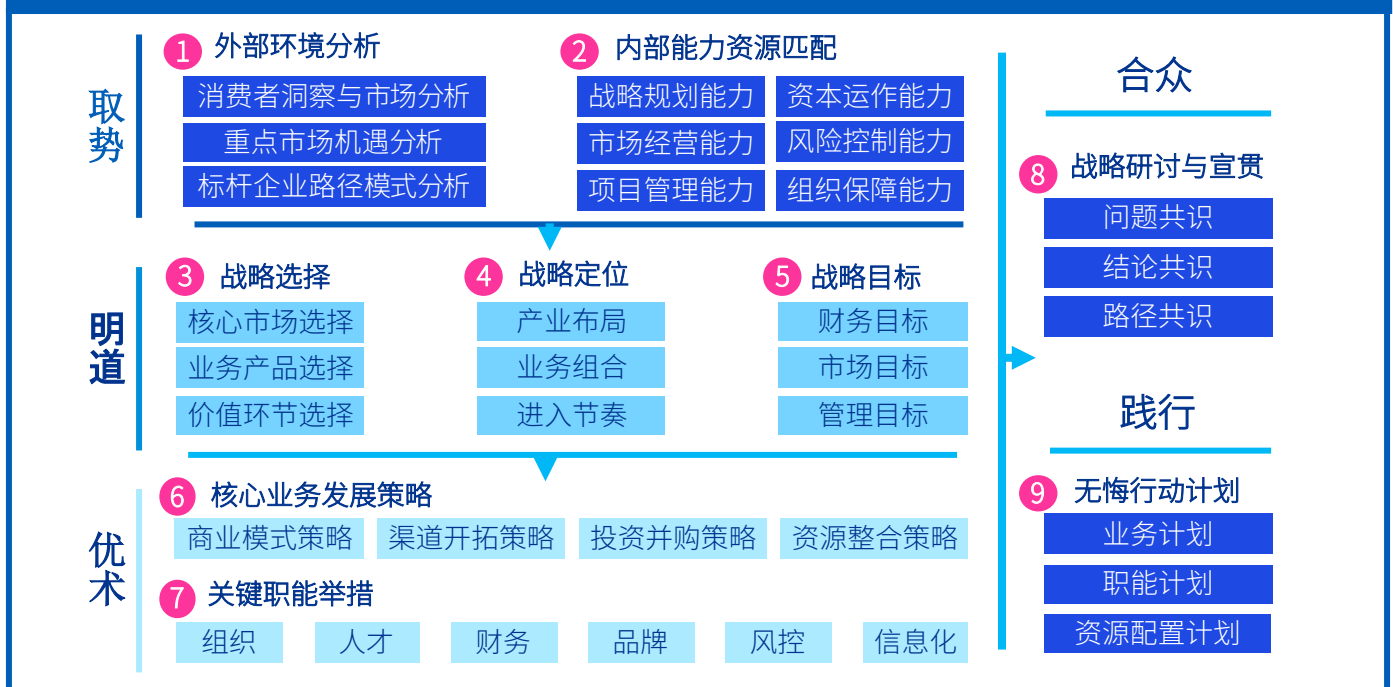 取势
1 外部环境分析
消费者洞察与市场分析
重点市场机遇分析
标杆企业路径模式分析
2 内部能力资源匹配
战略规划能力 资本运作能力
市场经营能力 风险控制能力
项目管理能力 组织保障能力
明道
3 战略选择
核心市场选择
业务产品选择
价值环节选择
4 战略定位
产业布局
业务组合
进入节奏
5 战略目标
财务目标
市场目标
管理目标
优术
6 核心业务发展策略
商业模式策略 渠道开拓策略 投资并购策略 资源整合策略
7 关键职能举措
组织 人才 财务 品牌 风控 信息化
合众
8 战略研讨与宣贯
问题共识
结论共识
路径共识
践行
9 无悔行动计划
业务计划
职能计划
资源配置计划